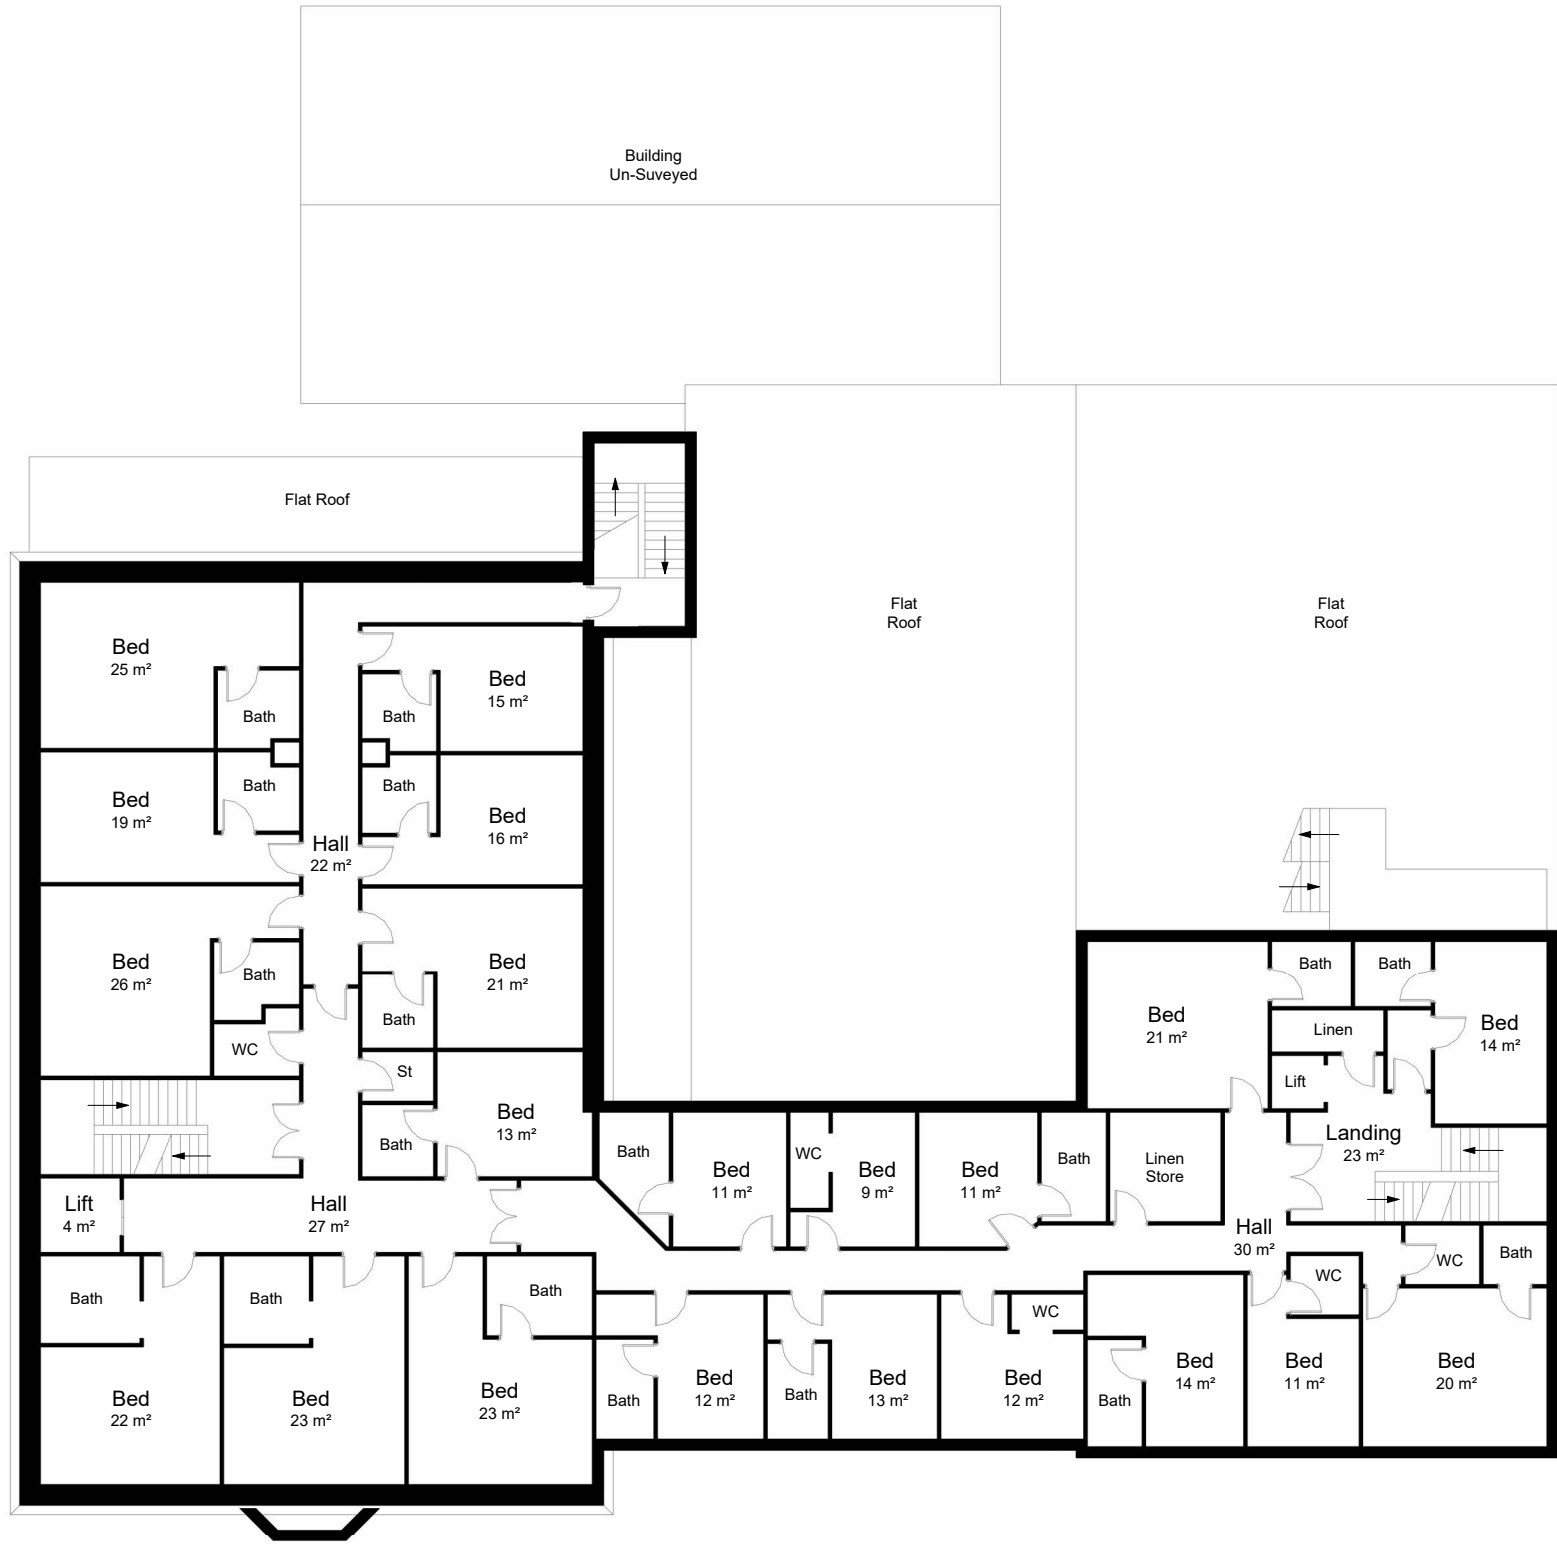 Building
Un-Suveyed
Flat Roof
Flat
Roof
Flat
Roof
Bed
25 m²
Bath
Bath
Bed
15 m²
Bed
19 m²
Bath
Bath
Bed
16 m²
Hall
22 m²
Bed
26 m²
Bath
WC
Bed
21 m²
Bath
St
Bath
Bed
13 m²
Lift
4 m²
Hall
27 m²
Bath
Bed
22 m²
Bath
Bed
23 m²
Bath
Bed
23 m²
Bath
Bed
11 m²
WC
Bed
9 m²
Bed
11 m²
Bath
Linen
Store
Bath
Bed
12 m²
Bath
Bed
13 m²
WC
Bed
12 m²
Bed
21 m²
Bath
Bath
Linen
Lift
Bed
14 m²
Landing
23 m²
Hall
30 m²
WC
WC
Bath
Bath
Bed
14 m²
Bed
11 m²
Bed
20 m²